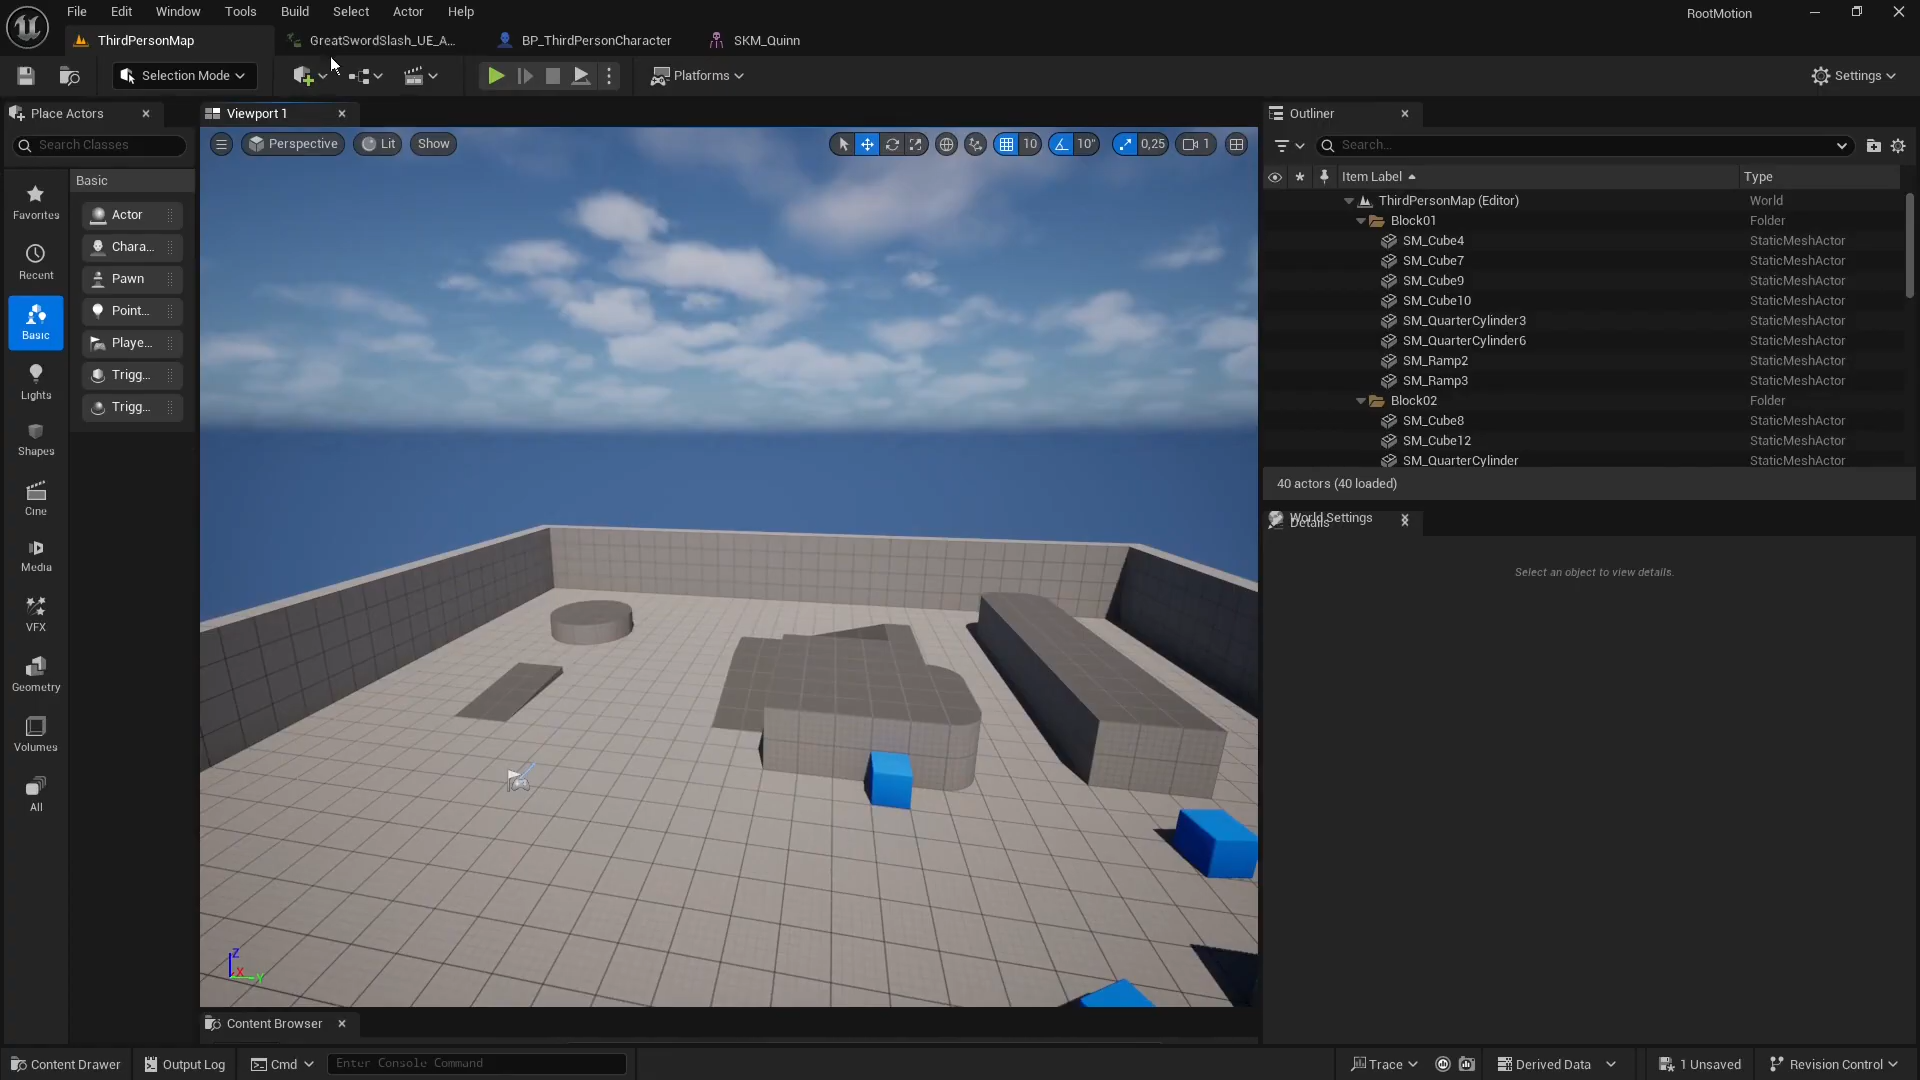 File Edit View Tools Build Select Actor Help
RootMotion
ThirdPersonMap GreatSwordSlash_UE_A... BP_ThirdPersonCharacter SKM_Quinn
Selection Mode Platforms Settings
Place Actors
Viewport 1
Outliner
Search Classes
Perspective Lit Show 10 10° 0,25 1
Search...
Basic
Item Label Type
Favorites
Actor
ThirdPersonMap (Editor) World
Block01 Folder
Chara...
SM_Cube4 StaticMeshActor
Recent
SM_Cube7 StaticMeshActor
Pawn
SM_Cube9 StaticMeshActor
SM_Cube10 StaticMeshActor
Point...
SM_QuarterCylinder3 StaticMeshActor
Basic
SM_QuarterCylinder6 StaticMeshActor
Playe...
SM_Ramp2 StaticMeshActor
Trigg...
SM_Ramp3 StaticMeshActor
Lights
Block02 Folder
Trigg...
SM_Cube8 StaticMeshActor
SM_Cube12 StaticMeshActor
Shapes
SM_QuarterCylinder StaticMeshActor
40 actors (40 loaded)
Cine
World Settings
Details
Media
Select an object to view details.
VFX
Geometry
Volumes
All
Z
X
Y
Content Browser
Content Drawer Output Log Cmd Enter Console Command Trace Derived Data 1 Unsaved Revision Control